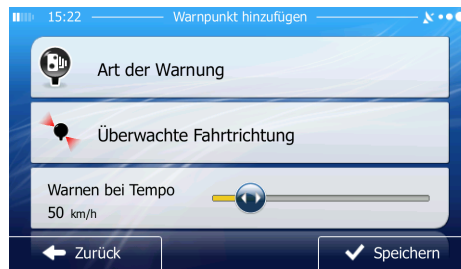 15:22
Warnpunkt hinzufügen
Art der Warnung
Überwachte Fahrtrichtung
Warnen bei Tempo
50 km/h
Zurück
Speichern